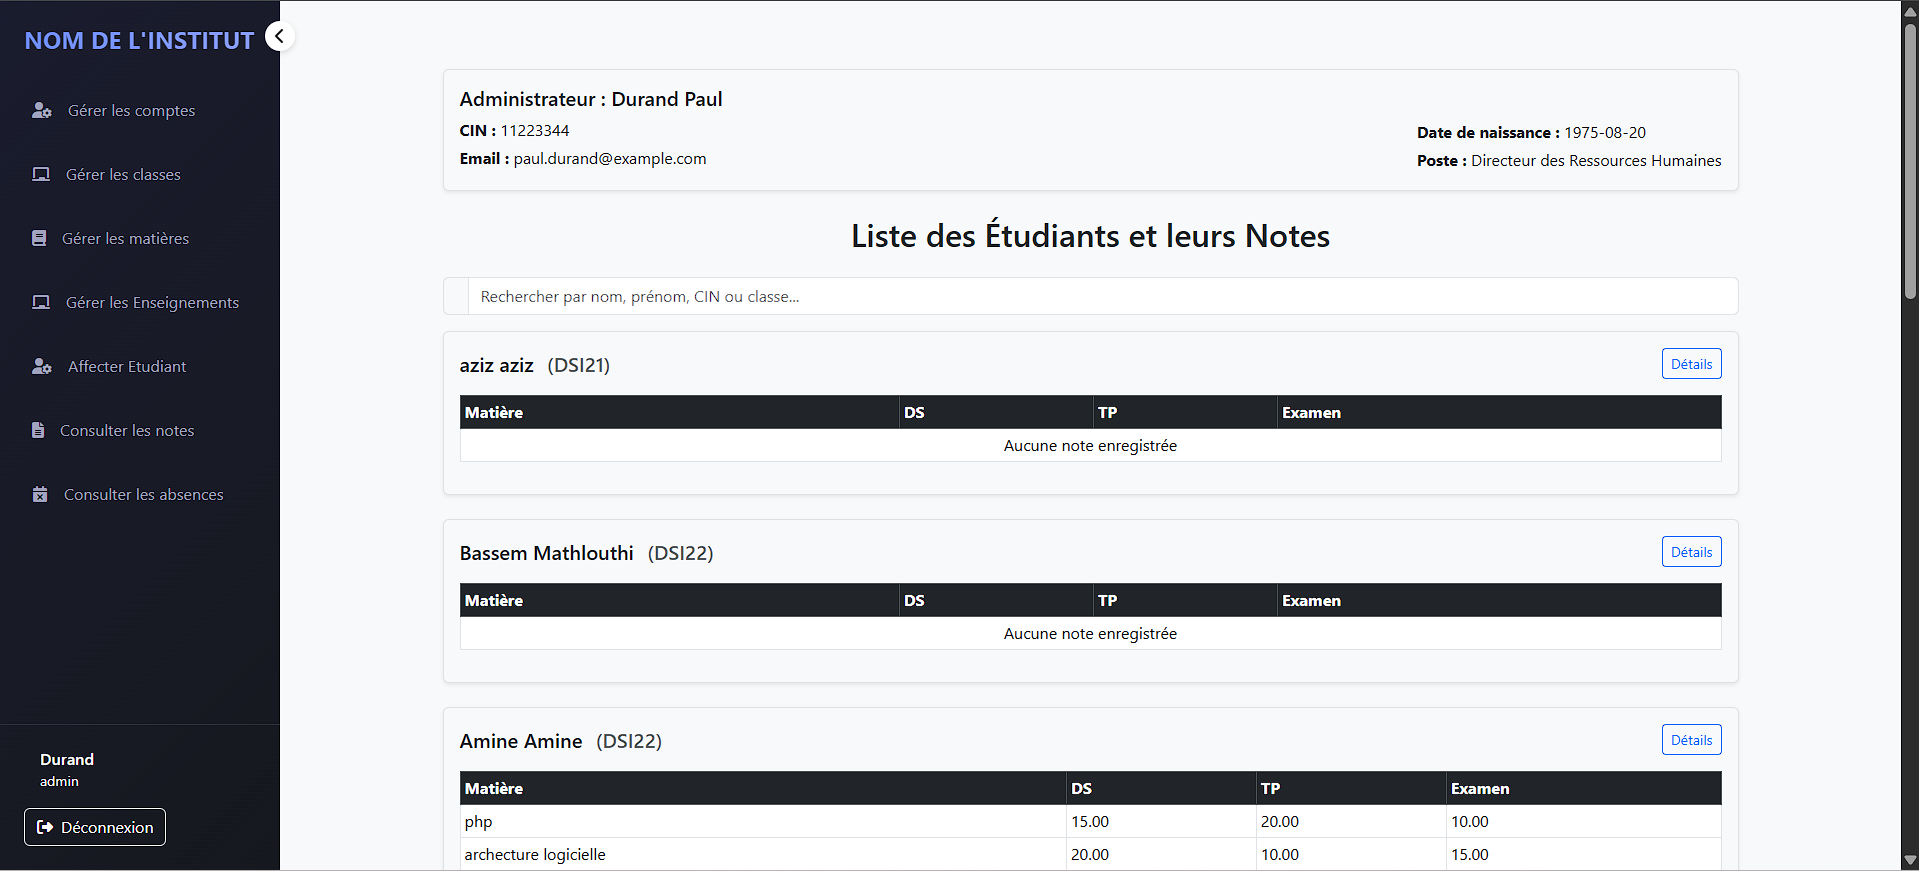 NOM DE L'INSTITUT
Gérer les comptes
Gérer les classes
Gérer les matières
Gérer les Enseignements
Affecter Etudiant
Consulter les notes
Consulter les absences
Durand
admin
Déconnexion
Administrateur : Durand Paul
CIN : 11223344
Email : paul.durand@example.com
Date de naissance : 1975-08-20
Poste : Directeur des Ressources Humaines
Liste des Étudiants et leurs Notes
Rechercher par nom, prénom, CIN ou classe...
aziz aziz (DSI21) Détails
Matière DS TP Examen
Aucune note enregistrée
Bassem Mathlouthi (DSI22) Détails
Matière DS TP Examen
Aucune note enregistrée
Amine Amine (DSI22) Détails
Matière DS TP Examen
php 15.00 20.00 10.00
archecture logicielle 20.00 10.00 15.00